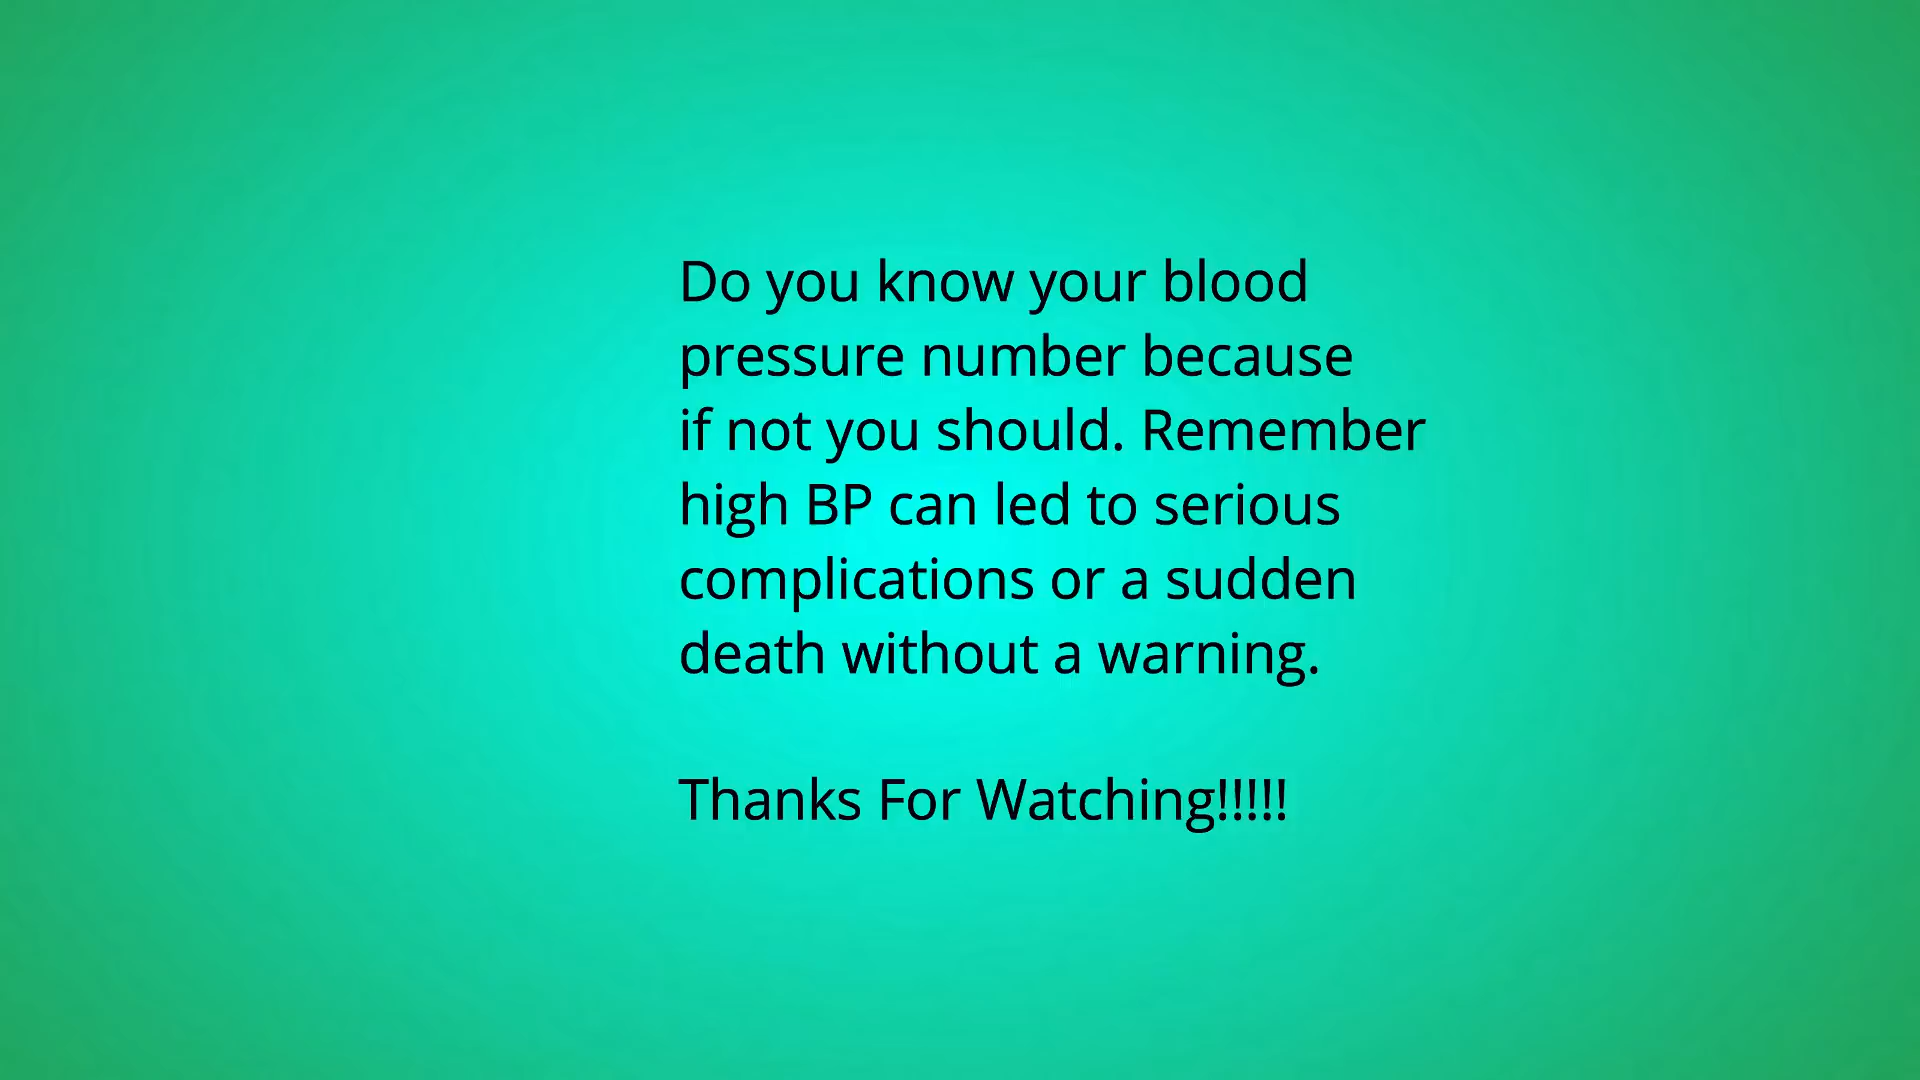 Do you know your blood
pressure number because
if not you should. Remember
high BP can led to serious
complications or a sudden
death without a warning.
Thanks For Watching!!!!!